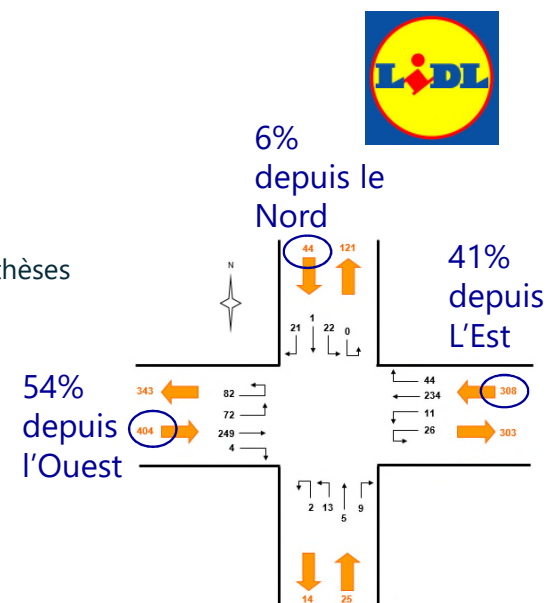 LIDL
6%
depuis le
Nord
thèses
N
44 121
41%
depuis
L'Est
1
21 22 0
54%
depuis
l'Ouest
343
82
44
308
72
234
404
249
11
4
26
303
2 13 9
5
14 25